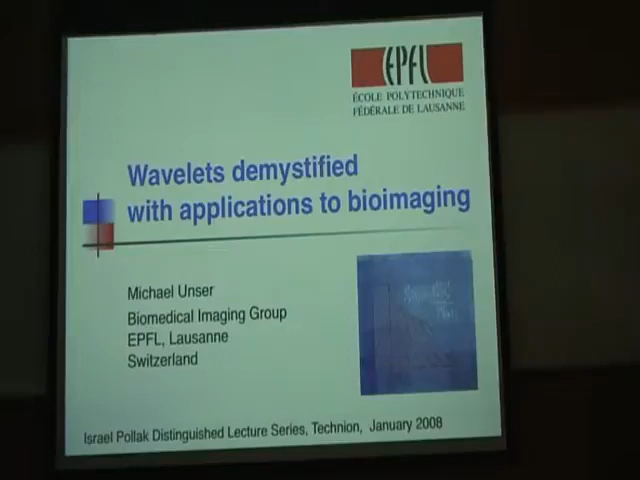 EPFL
ÉCOLE POLYTECHNIQUE
FÉDÉRALE DE LAUSANNE
Wavelets demystified
with applications to bioimaging
Michael Unser
Biomedical Imaging Group
EPFL, Lausanne
Switzerland
Israel Pollak Distinguished Lecture Series, Technion, January 2008